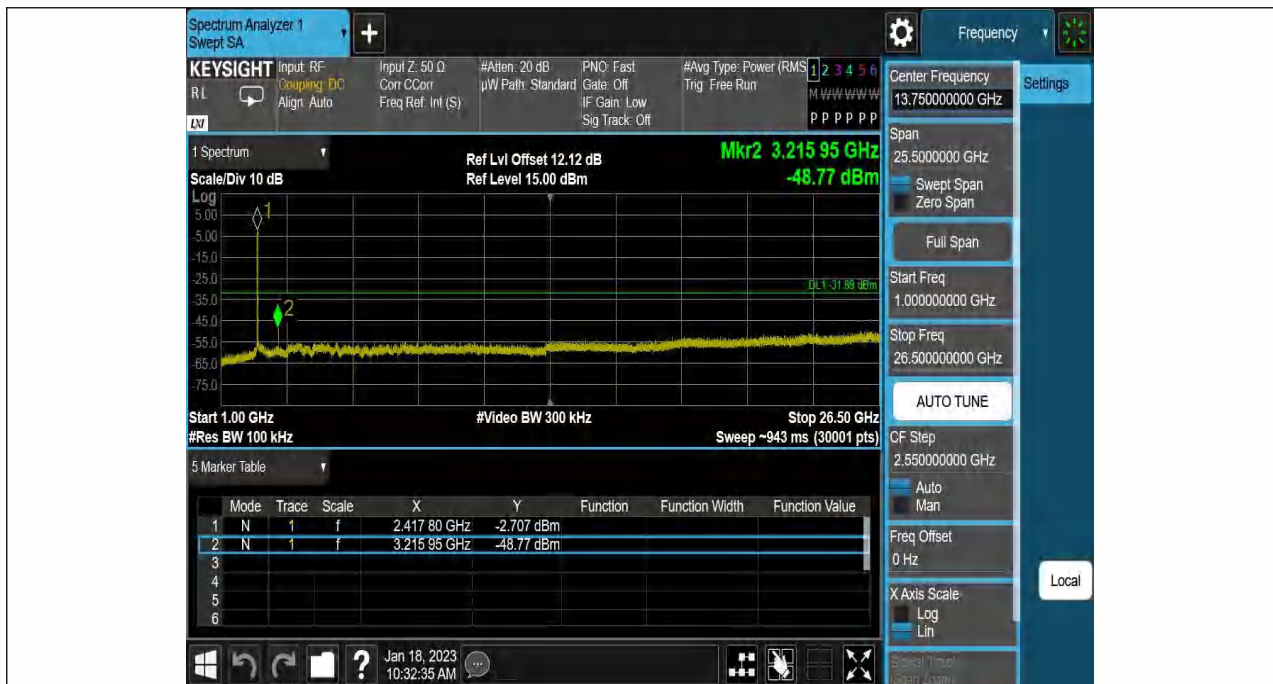 Spectrum Analyzer 1
Swept SA
+
Frequency
KEYSIGHT
RL
LXI
Input: RF
Coupling: DC
Align: Auto
Input Z: 50 Ω
Corr CCorr
Freq Ref: Int (S)
#Atten: 20 dB
µW Path: Standard
PNO: Fast
Gate: Off
IF Gain: Low
Sig Track: Off
#Avg Type: Power (RMS
Trig: Free Run
1 2 3 4 5 6
M W W W W W
P P P P P P
Center Frequency
13.750000000 GHz
Settings
Span
25.5000000 GHz
Swept Span
Zero Span
Full Span
Start Freq
1.000000000 GHz
Stop Freq
26.500000000 GHz
AUTO TUNE
CF Step
2.550000000 GHz
Auto
Man
Freq Offset
0 Hz
X Axis Scale
Log
Lin
Signal Track
(Span Zoom)
Local
1 Spectrum
Scale/Div 10 dB
Ref Lvl Offset 12.12 dB
Ref Level 15.00 dBm
Mkr2 3.215 95 GHz
-48.77 dBm
Log
5.00
-5.00
-15.0
-25.0
-35.0
-45.0
-55.0
-65.0
-75.0
1
2
DL1 -31.89 dBm
Start 1.00 GHz
#Video BW 300 kHz
Stop 26.50 GHz
#Res BW 100 kHz
Sweep ~943 ms (30001 pts)
5 Marker Table
Mode Trace Scale X Y Function Function Width Function Value
1 N 1 f 2.417 80 GHz -2.707 dBm
2 N 1 f 3.215 95 GHz -48.77 dBm
3
4
5
6
?
Jan 18, 2023
10:32:35 AM